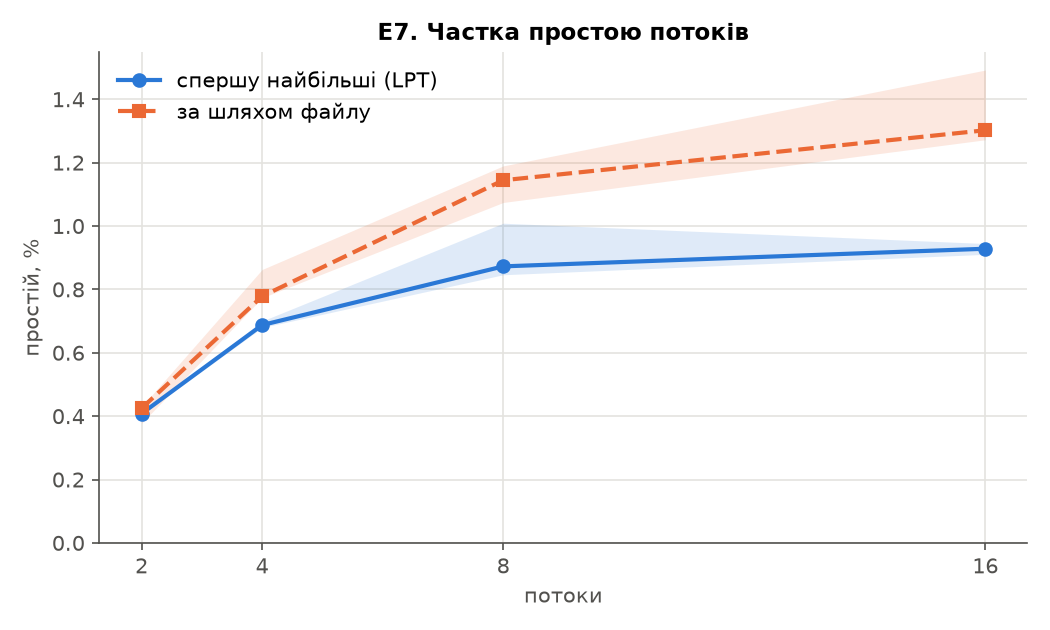 E7. Частка простою потоків
спершу найбільші (LPT)
за шляхом файлу
простій, %
1.4
1.2
1.0
0.8
0.6
0.4
0.2
0.0
2 4 8 16
потоки